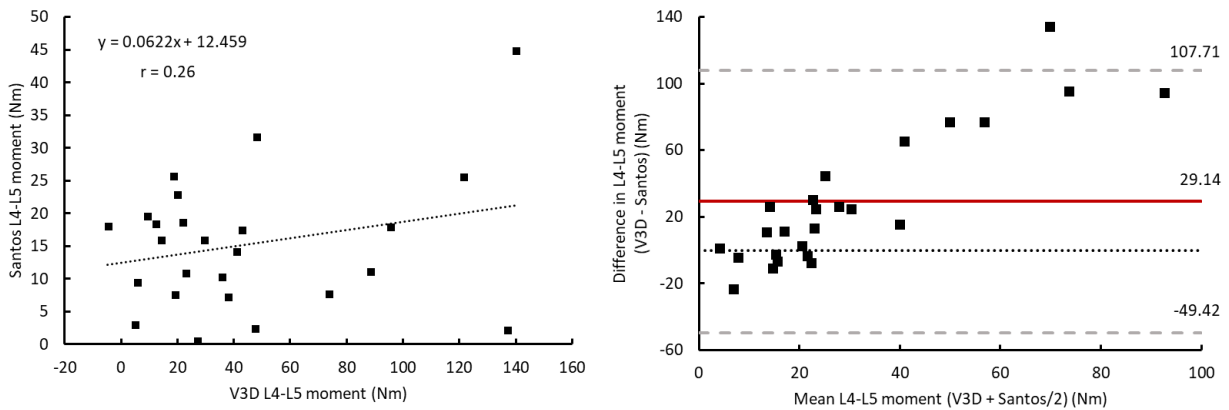 50
45
40
35
30
25
20
15
10
5
0
Santos L4-L5 moment (Nm)
y = 0.0622x + 12.459
r = 0.26
-20 0 20 40 60 80 100 120 140 160
V3D L4-L5 moment (Nm)
140
100
60
20
-20
-60
Difference in L4-L5 moment
(V3D - Santos) (Nm)
107.71
29.14
-49.42
0 20 40 60 80 100
Mean L4-L5 moment (V3D + Santos/2) (Nm)